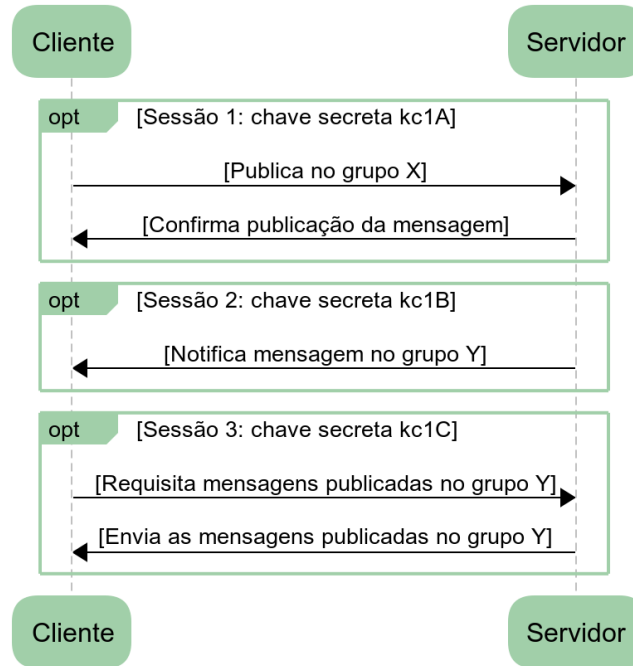 Cliente
Servidor
opt
[Sessão 1: chave secreta kc1A]
[Publica no grupo X]
[Confirma publicação da mensagem]
opt
[Sessão 2: chave secreta kc1B]
[Notifica mensagem no grupo Y]
opt
[Sessão 3: chave secreta kc1C]
[Requisita mensagens publicadas no grupo Y]
[Envia as mensagens publicadas no grupo Y]
Cliente
Servidor